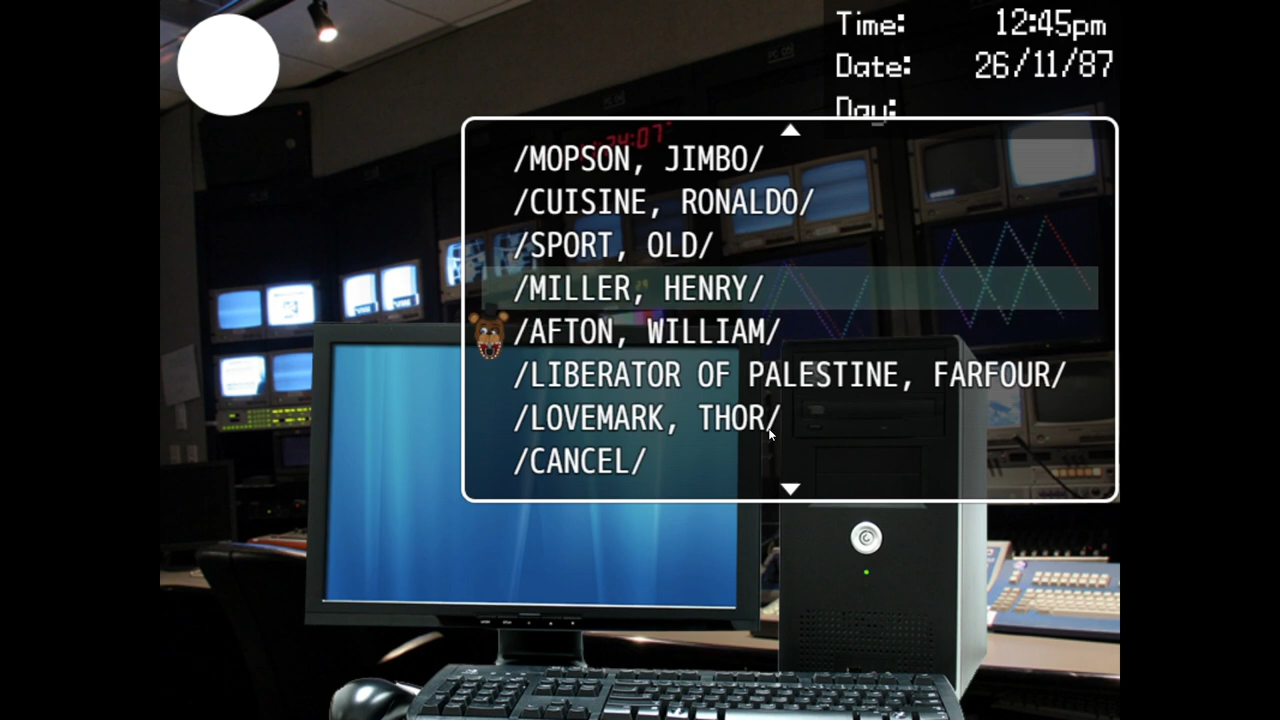 Time: 12:45pm
Date: 26/11/87
Day:
/MOPSON, JIMBO/
/CUISINE, RONALDO/
/SPORT, OLD/
/MILLER, HENRY/
/AFTON, WILLIAM/
/LIBERATOR OF PALESTINE, FARFOUR/
/LOVEMARK, THOR/
/CANCEL/